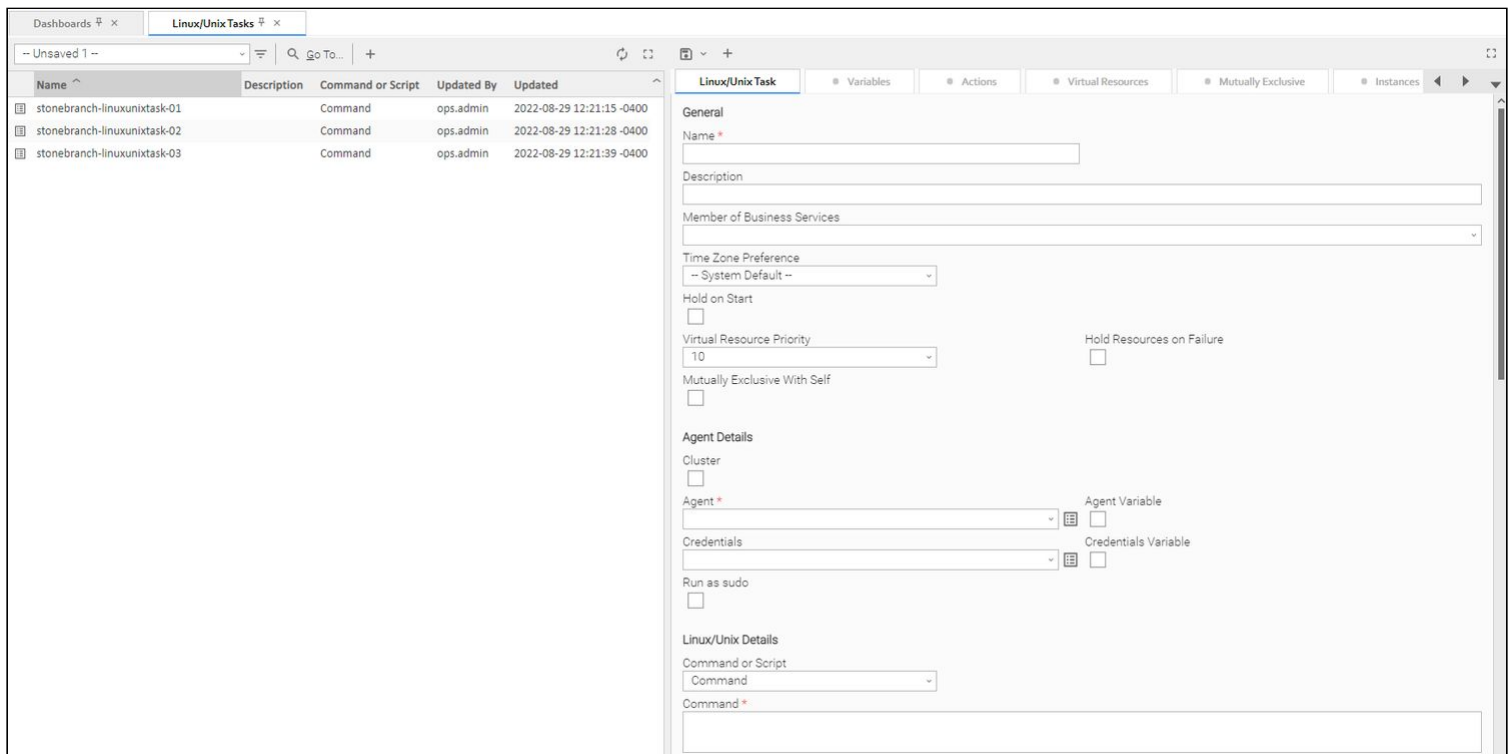 Dashboards Linux/Unix Tasks
-- Unsaved 1 -- Go To...
Name Description Command or Script Updated By Updated
stonebranch-linuxunixtask-01 Command ops.admin 2022-08-29 12:21:15 -0400
stonebranch-linuxunixtask-02 Command ops.admin 2022-08-29 12:21:28 -0400
stonebranch-linuxunixtask-03 Command ops.admin 2022-08-29 12:21:39 -0400
Linux/Unix Task Variables Actions Virtual Resources Mutually Exclusive Instances
General
Name *
Description
Member of Business Services
Time Zone Preference
-- System Default --
Hold on Start
Virtual Resource Priority Hold Resources on Failure
10
Mutually Exclusive With Self
Agent Details
Cluster
Agent * Agent Variable
Credentials Credentials Variable
Run as sudo
Linux/Unix Details
Command or Script
Command
Command *